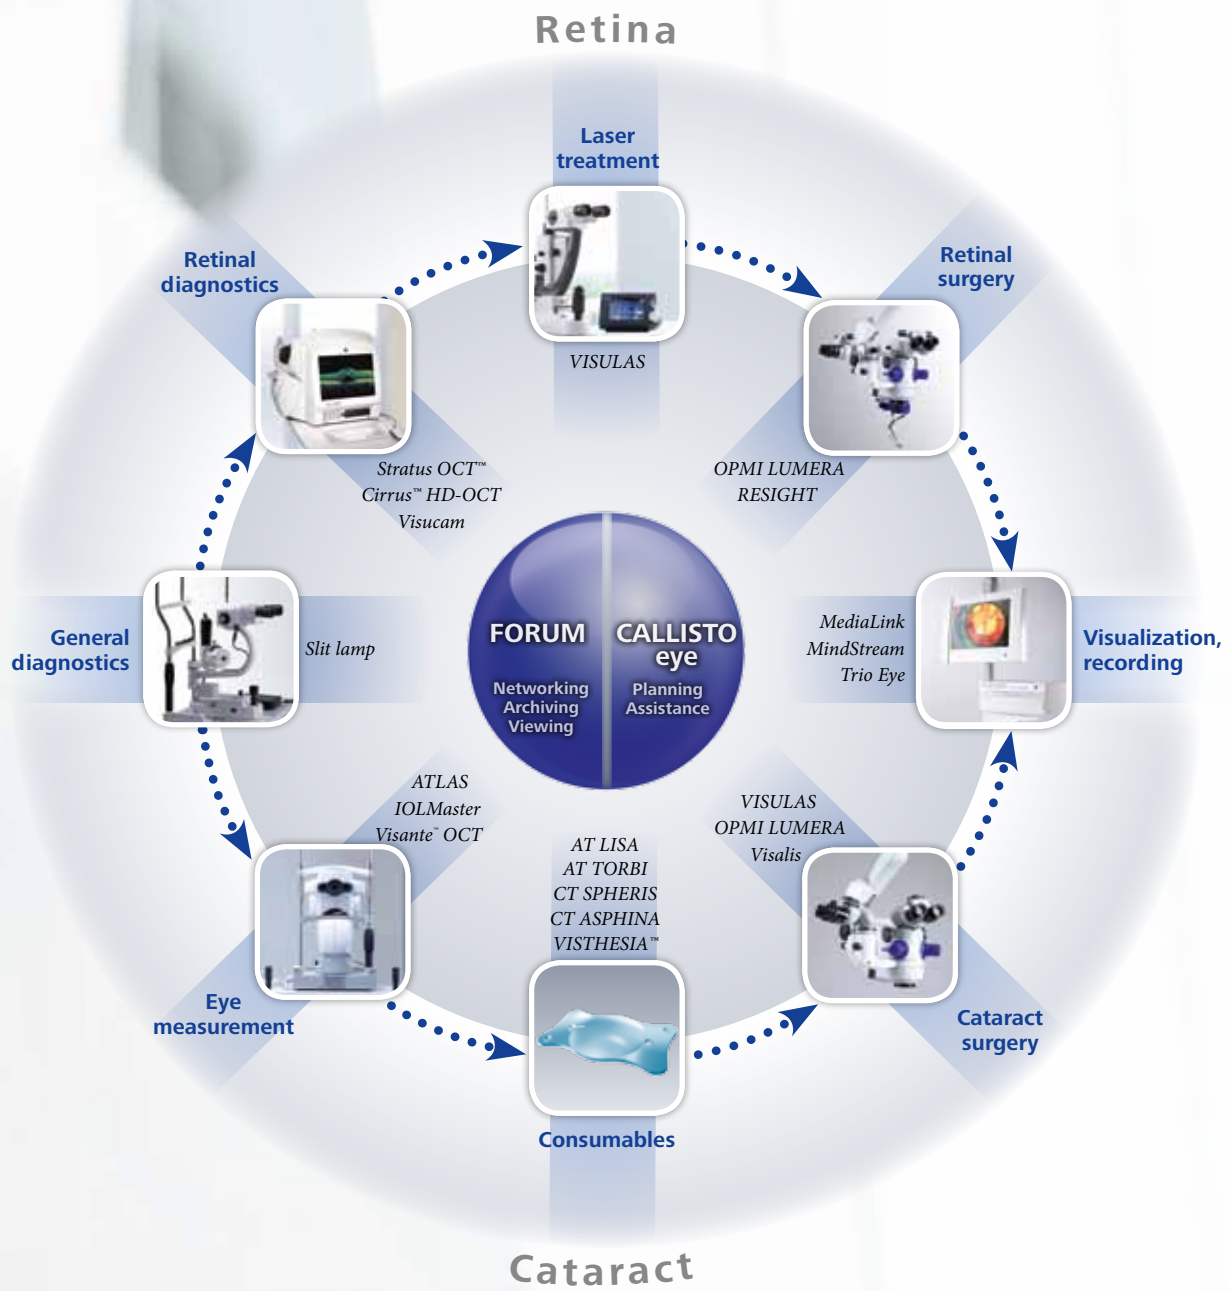 Retina
Laser
treatment
VISULAS
Retinal
diagnostics
Stratus OCT™
Cirrus™ HD-OCT
Visucam
Retinal
surgery
OPMI LUMERA
RESIGHT
General
diagnostics
Slit lamp
FORUM
Networking
Archiving
Viewing
CALLISTO
eye
Planning
Assistance
MediaLink
MindStream
Trio Eye
Visualization,
recording
ATLAS
IOLMaster
Visante™ OCT
Eye
measurement
AT LISA
AT TORBI
CT SPHERIS
CT ASPHINA
VISTHESIA™
Consumables
VISULAS
OPMI LUMERA
Visalis
Cataract
surgery
Cataract